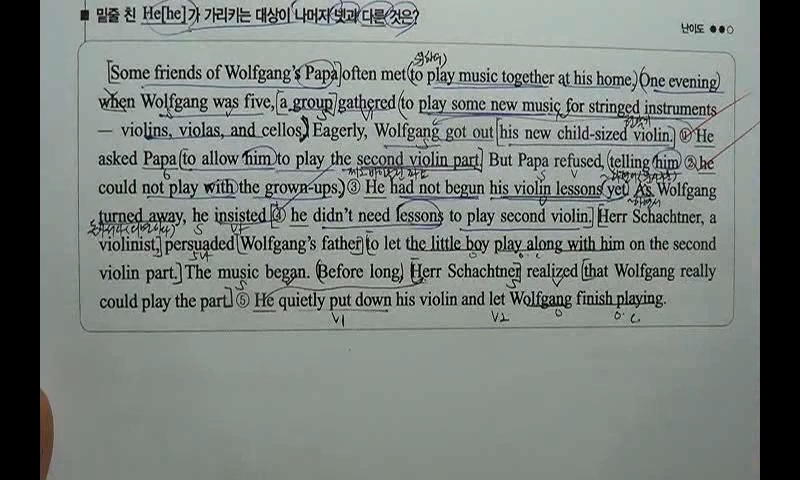 ■ 밑줄 친 He[he]가 가리키는 대상이 나머지 넷과 다른 것은?
난이도 ●●○
[Some friends of Wolfgang's Papa] often met (to play music together at his home.) (One evening)
when Wolfgang was five, [a group] gathered (to play some new music for stringed instruments
— violins, violas, and cellos.) Eagerly, Wolfgang got out [his new child-sized violin.] ① He
asked Papa [to allow him to play the second violin part.] But Papa refused, (telling him ② he
could not play with the grown-ups.) ③ He had not begun his violin lessons yet. As Wolfgang
turned away, he insisted [④ he didn't need lessons to play second violin.] [Herr Schachtner, a
violinist] persuaded [Wolfgang's father] [to let the little boy play along with him on the second
violin part.] The music began. (Before long,) Herr Schachtner realized [that Wolfgang really
could play the part.] ⑤ He quietly put down his violin and let Wolfgang finish playing.
V1 V2 O O.C